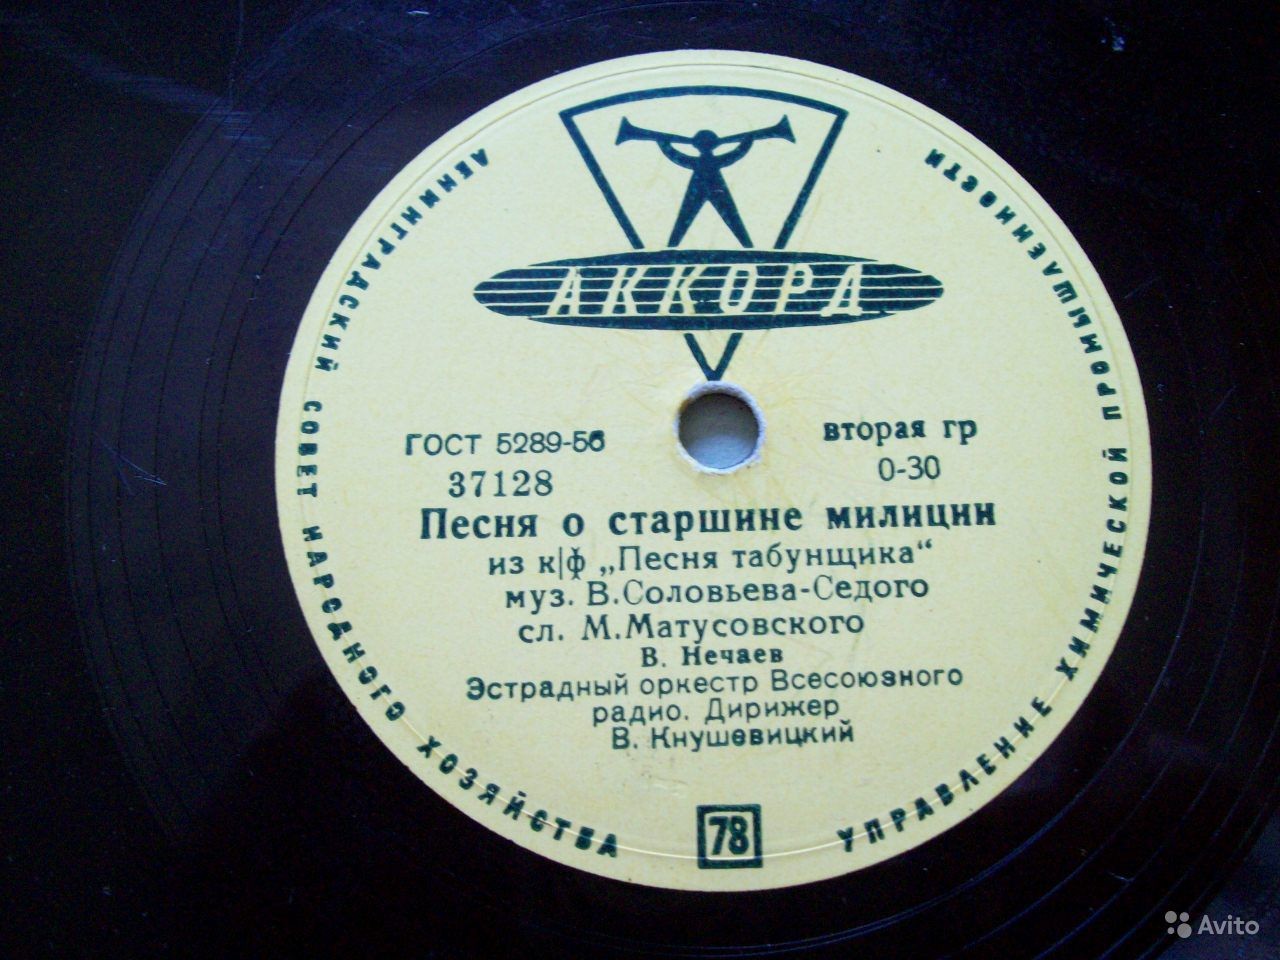 ЛЕНИНГРАДСКИЙ СОВЕТ НАРОДНОГО ХОЗЯЙСТВА
УПРАВЛЕНИЕ ХИМИЧЕСКОЙ ПРОМЫШЛЕННОСТИ
АККОРД
ГОСТ 5289-56
вторая гр
37128
0-30
Песня о старшине милиции
из к|ф „Песня табунщика“
муз. В.Соловьева-Седого
сл. М.Матусовского
В. Нечаев
Эстрадный оркестр Всесоюзного
радио. Дирижер
В. Кнушевицкий
78
Avito